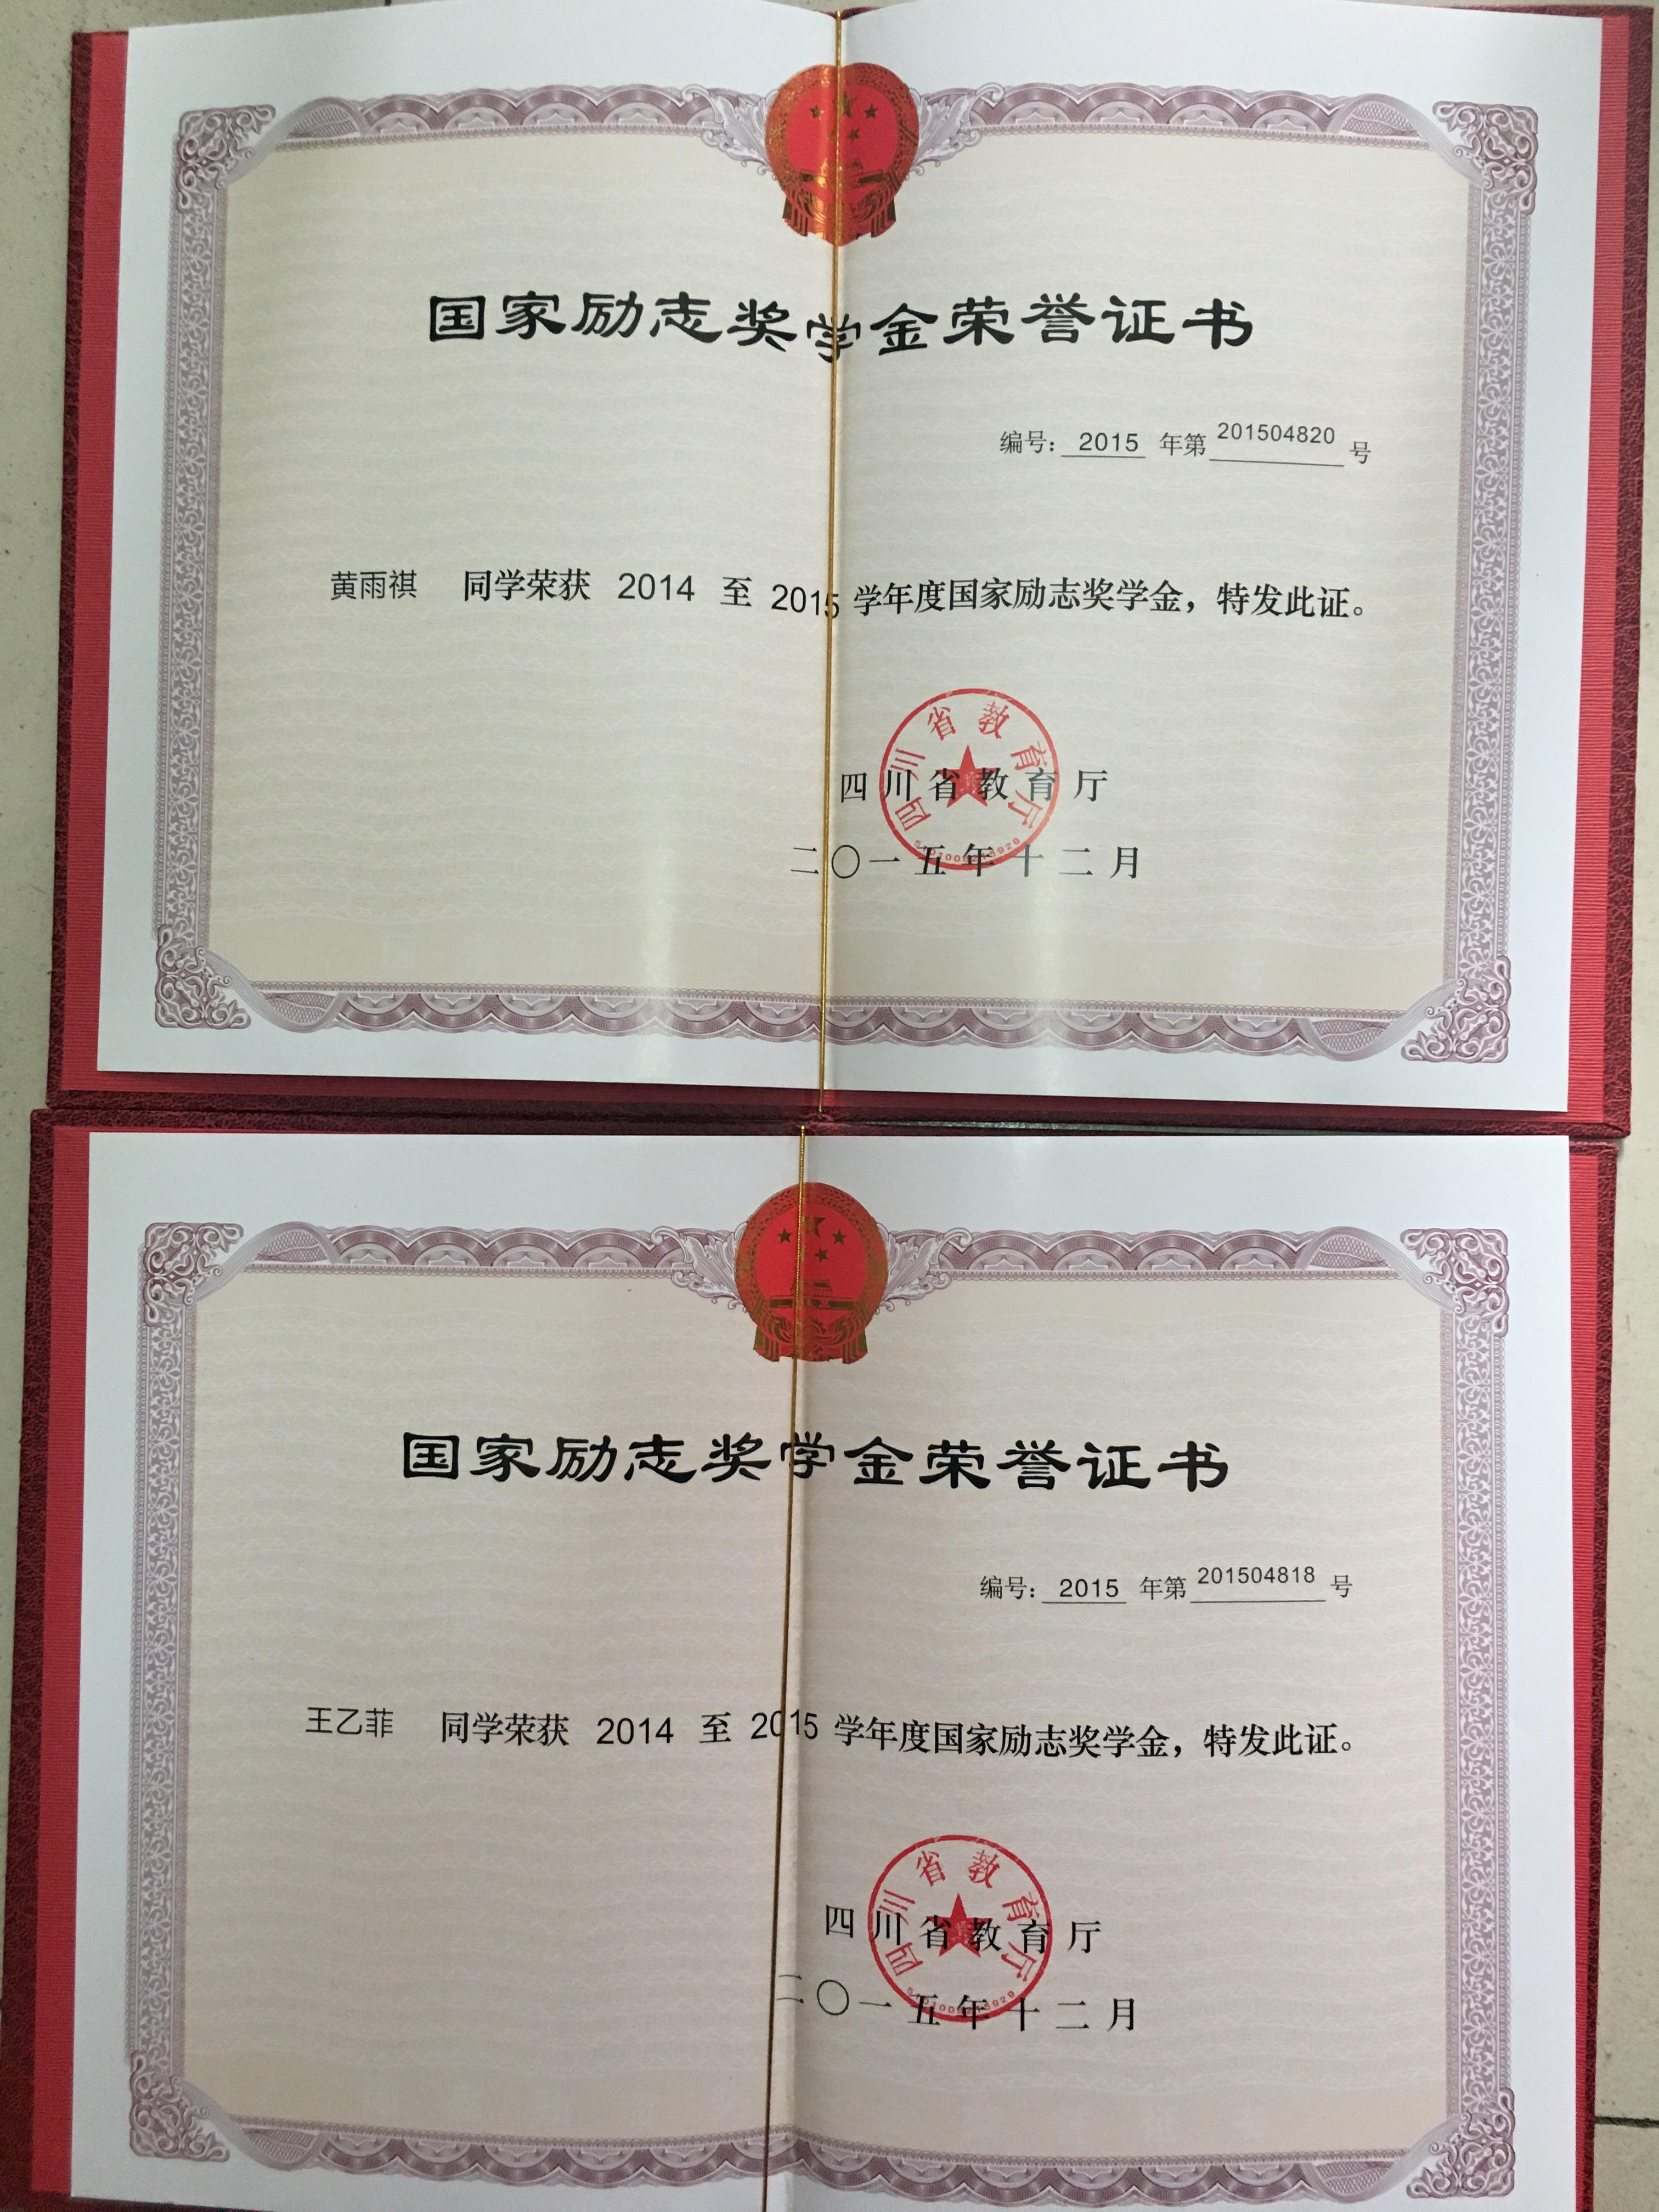 国家励志奖学金荣誉证书
编号: 2015 年第 201504820 号
黄雨祺 同学荣获 2014 至 2015 学年度国家励志奖学金，特发此证。
四川省教育厅
四川省教育厅
二〇一五年十二月
国家励志奖学金荣誉证书
编号: 2015 年第 201504818 号
王乙菲 同学荣获 2014 至 2015 学年度国家励志奖学金，特发此证。
四川省教育厅
四川省教育厅
二〇一五年十二月